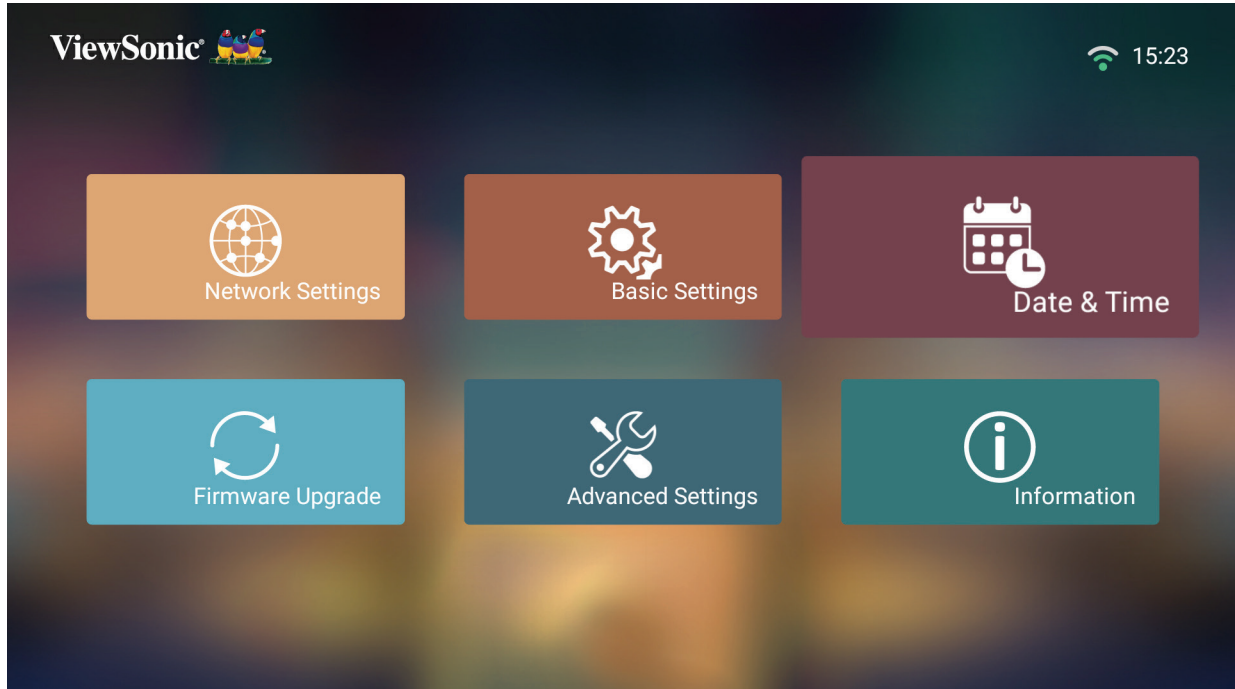 ViewSonic®
15:23
Network Settings
Basic Settings
Date & Time
Firmware Upgrade
Advanced Settings
Information